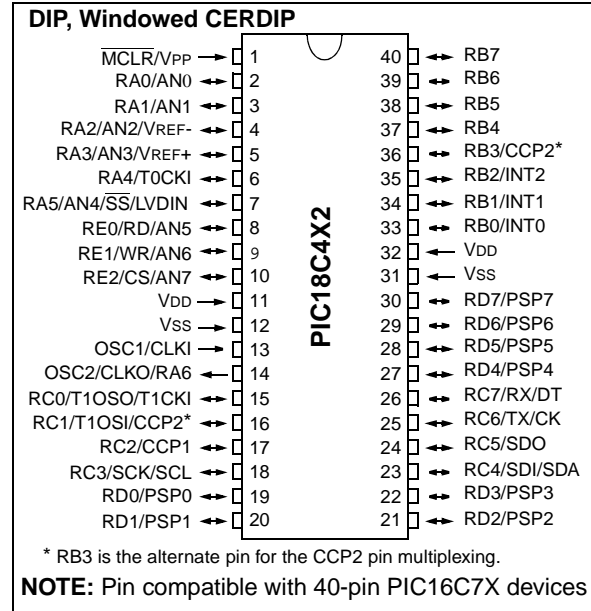 DIP, Windowed CERDIP
MCLR/VPP 1 40 RB7
RA0/AN0 2 39 RB6
RA1/AN1 3 38 RB5
RA2/AN2/VREF- 4 37 RB4
RA3/AN3/VREF+ 5 36 RB3/CCP2*
RA4/T0CKI 6 35 RB2/INT2
RA5/AN4/SS/LVDIN 7 34 RB1/INT1
RE0/RD/AN5 8 33 RB0/INT0
RE1/WR/AN6 9 32 VDD
RE2/CS/AN7 10 31 VSS
VDD 11 30 RD7/PSP7
VSS 12 29 RD6/PSP6
OSC1/CLKI 13 28 RD5/PSP5
OSC2/CLKO/RA6 14 27 RD4/PSP4
RC0/T1OSO/T1CKI 15 26 RC7/RX/DT
RC1/T1OSI/CCP2* 16 25 RC6/TX/CK
RC2/CCP1 17 24 RC5/SDO
RC3/SCK/SCL 18 23 RC4/SDI/SDA
RD0/PSP0 19 22 RD3/PSP3
RD1/PSP1 20 21 RD2/PSP2
PIC18C4X2
* RB3 is the alternate pin for the CCP2 pin multiplexing.
NOTE: Pin compatible with 40-pin PIC16C7X devices